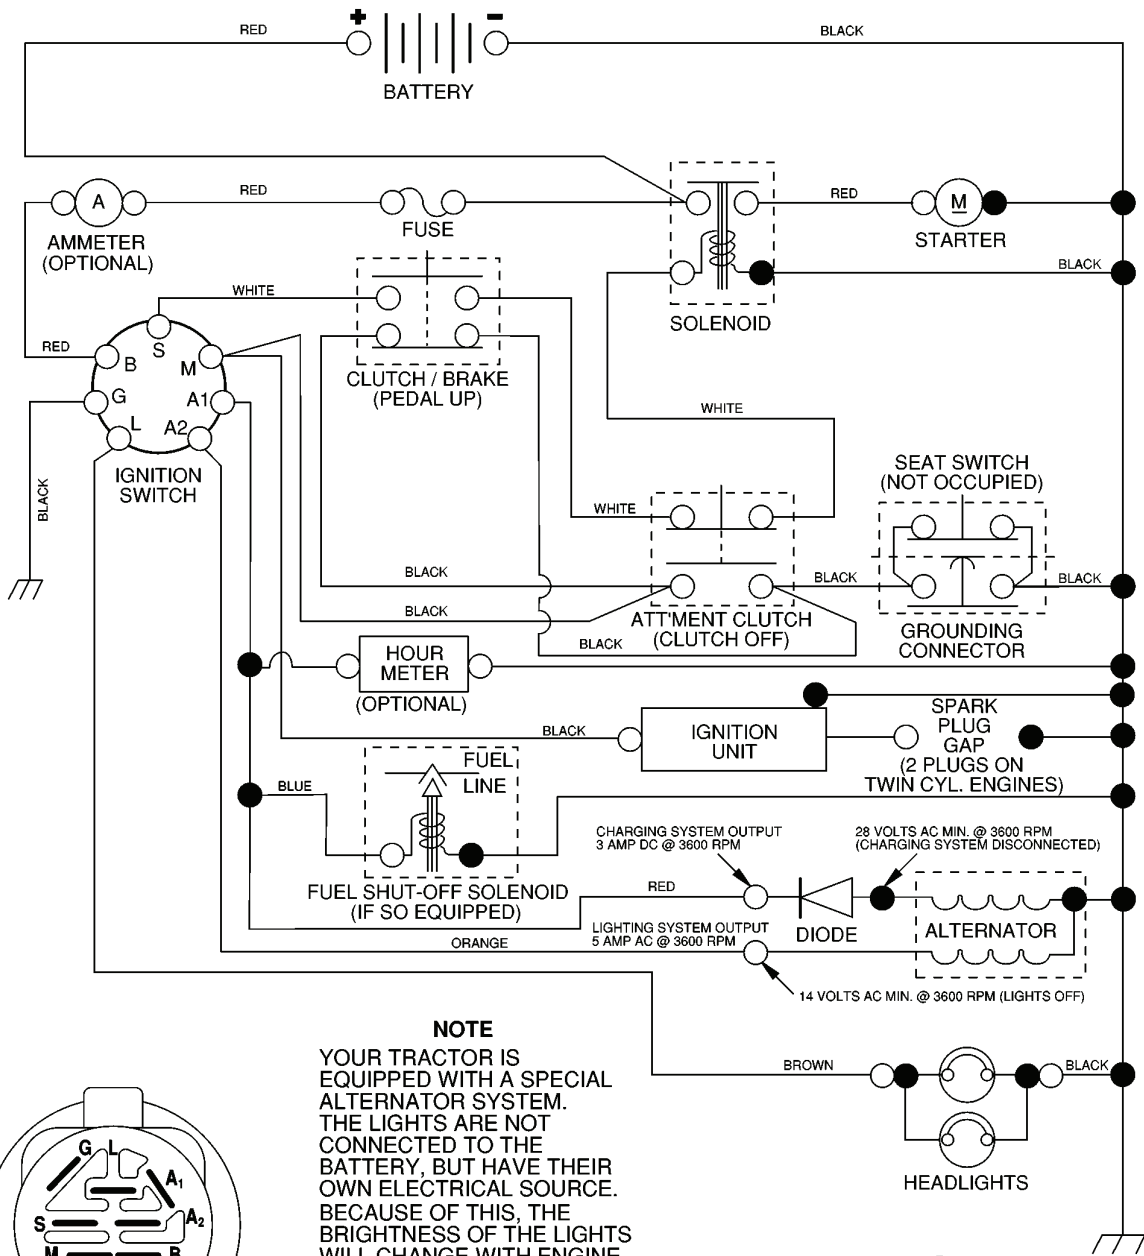 +
-
RED
BLACK
BATTERY
A
RED
RED
M
AMMETER
(OPTIONAL)
FUSE
STARTER
BLACK
WHITE
SOLENOID
RED
S
B
M
G
A1
L
A2
CLUTCH / BRAKE
(PEDAL UP)
WHITE
IGNITION
SWITCH
BLACK
SEAT SWITCH
(NOT OCCUPIED)
WHITE
BLACK
BLACK
BLACK
BLACK
ATT'MENT CLUTCH
(CLUTCH OFF)
BLACK
GROUNDING
CONNECTOR
HOUR
METER
(OPTIONAL)
BLACK
IGNITION
UNIT
SPARK
PLUG
GAP
(2 PLUGS ON
TWIN CYL. ENGINES)
FUEL
LINE
BLUE
FUEL SHUT-OFF SOLENOID
(IF SO EQUIPPED)
CHARGING SYSTEM OUTPUT
3 AMP DC @ 3600 RPM
28 VOLTS AC MIN. @ 3600 RPM
(CHARGING SYSTEM DISCONNECTED)
RED
DIODE
ALTERNATOR
LIGHTING SYSTEM OUTPUT
5 AMP AC @ 3600 RPM
ORANGE
14 VOLTS AC MIN. @ 3600 RPM (LIGHTS OFF)
BROWN
BLACK
HEADLIGHTS
NOTE
YOUR TRACTOR IS
EQUIPPED WITH A SPECIAL
ALTERNATOR SYSTEM.
THE LIGHTS ARE NOT
CONNECTED TO THE
BATTERY, BUT HAVE THEIR
OWN ELECTRICAL SOURCE.
BECAUSE OF THIS, THE
BRIGHTNESS OF THE LIGHTS
WILL CHANGE WITH ENGINE
G L
A1
S
A2
M
B